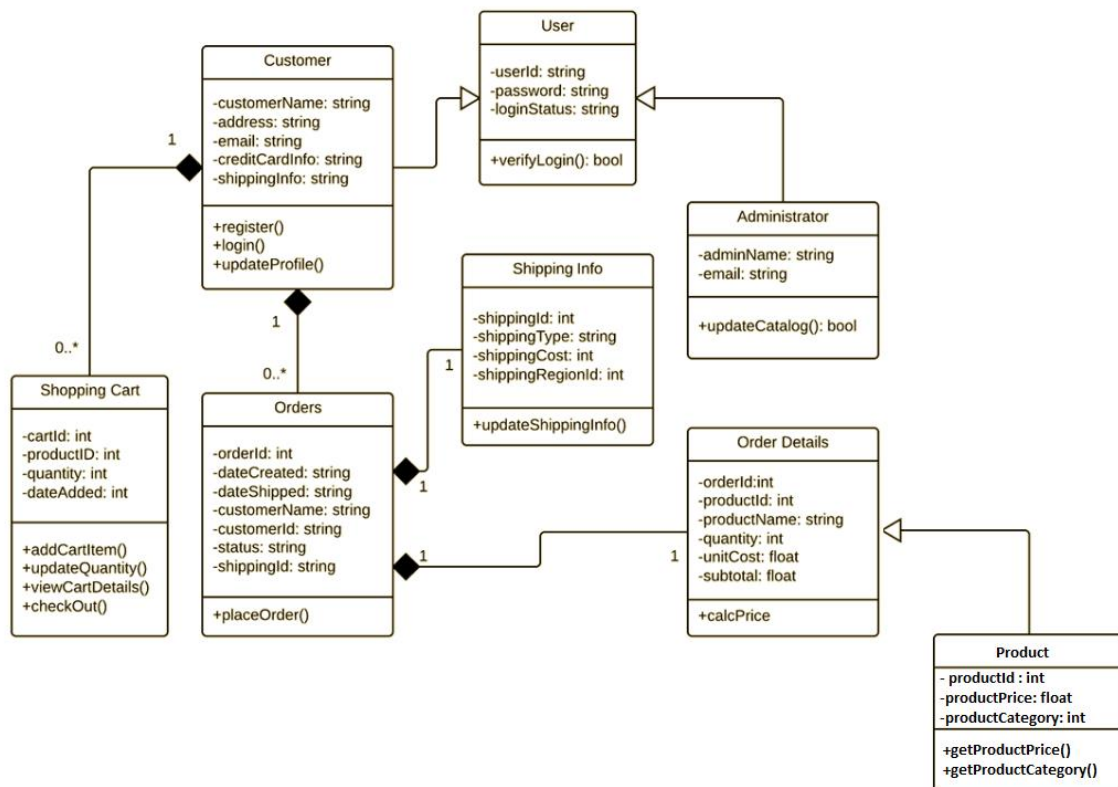 User
-userId: string
-password: string
-loginStatus: string
+verifyLogin(): bool
Customer
-customerName: string
-address: string
-email: string
-creditCardInfo: string
-shippingInfo: string
+register()
+login()
+updateProfile()
1
0..*
1
0..*
Administrator
-adminName: string
-email: string
+updateCatalog(): bool
Shipping Info
-shippingId: int
-shippingType: string
-shippingCost: int
-shippingRegionId: int
+updateShippingInfo()
1
1
Shopping Cart
-cartId: int
-productID: int
-quantity: int
-dateAdded: int
+addCartItem()
+updateQuantity()
+viewCartDetails()
+checkOut()
Orders
-orderId: int
-dateCreated: string
-dateShipped: string
-customerName: string
-customerId: string
-status: string
-shippingId: string
+placeOrder()
1
1
Order Details
-orderId:int
-productId: int
-productName: string
-quantity: int
-unitCost: float
-subtotal: float
+calcPrice
Product
- productId : int
-productPrice: float
-productCategory: int
+getProductPrice()
+getProductCategory()